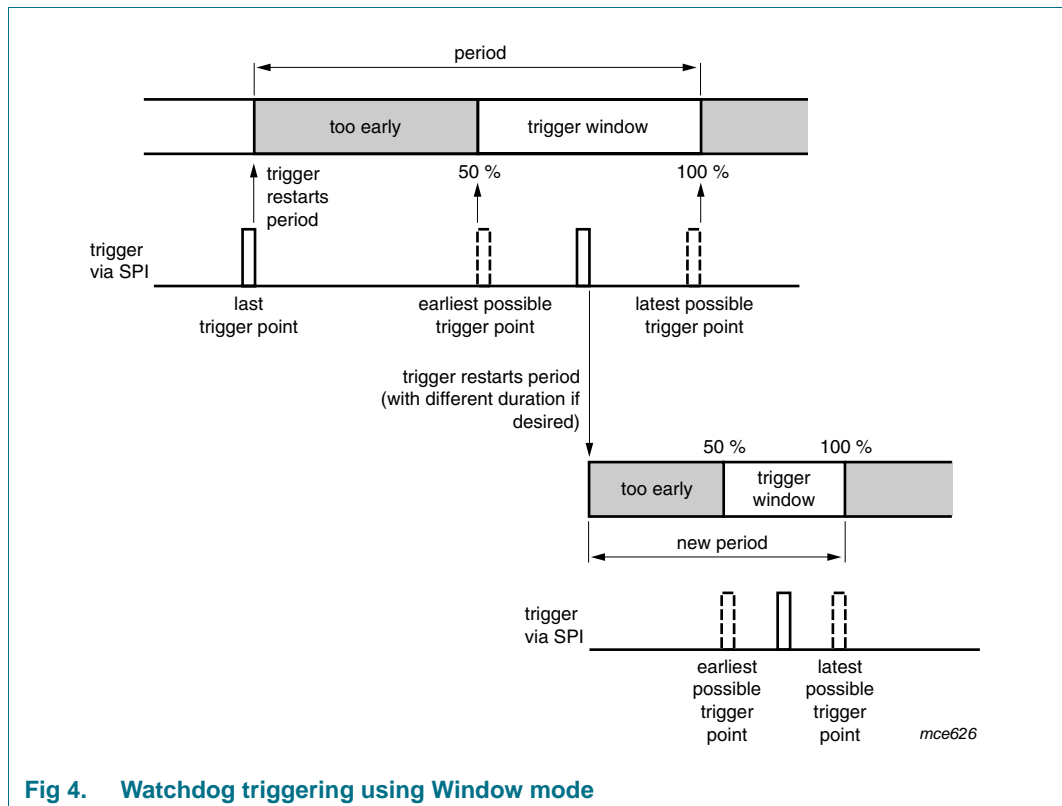 period
too early
trigger window
trigger
restarts
period
50 %
100 %
trigger
via SPI
last
trigger point
earliest possible
trigger point
latest possible
trigger point
trigger restarts period
(with different duration if
desired)
50 %
100 %
too early
trigger
window
new period
trigger
via SPI
earliest
possible
trigger
point
latest
possible
trigger
point
mce626
Fig 4. Watchdog triggering using Window mode